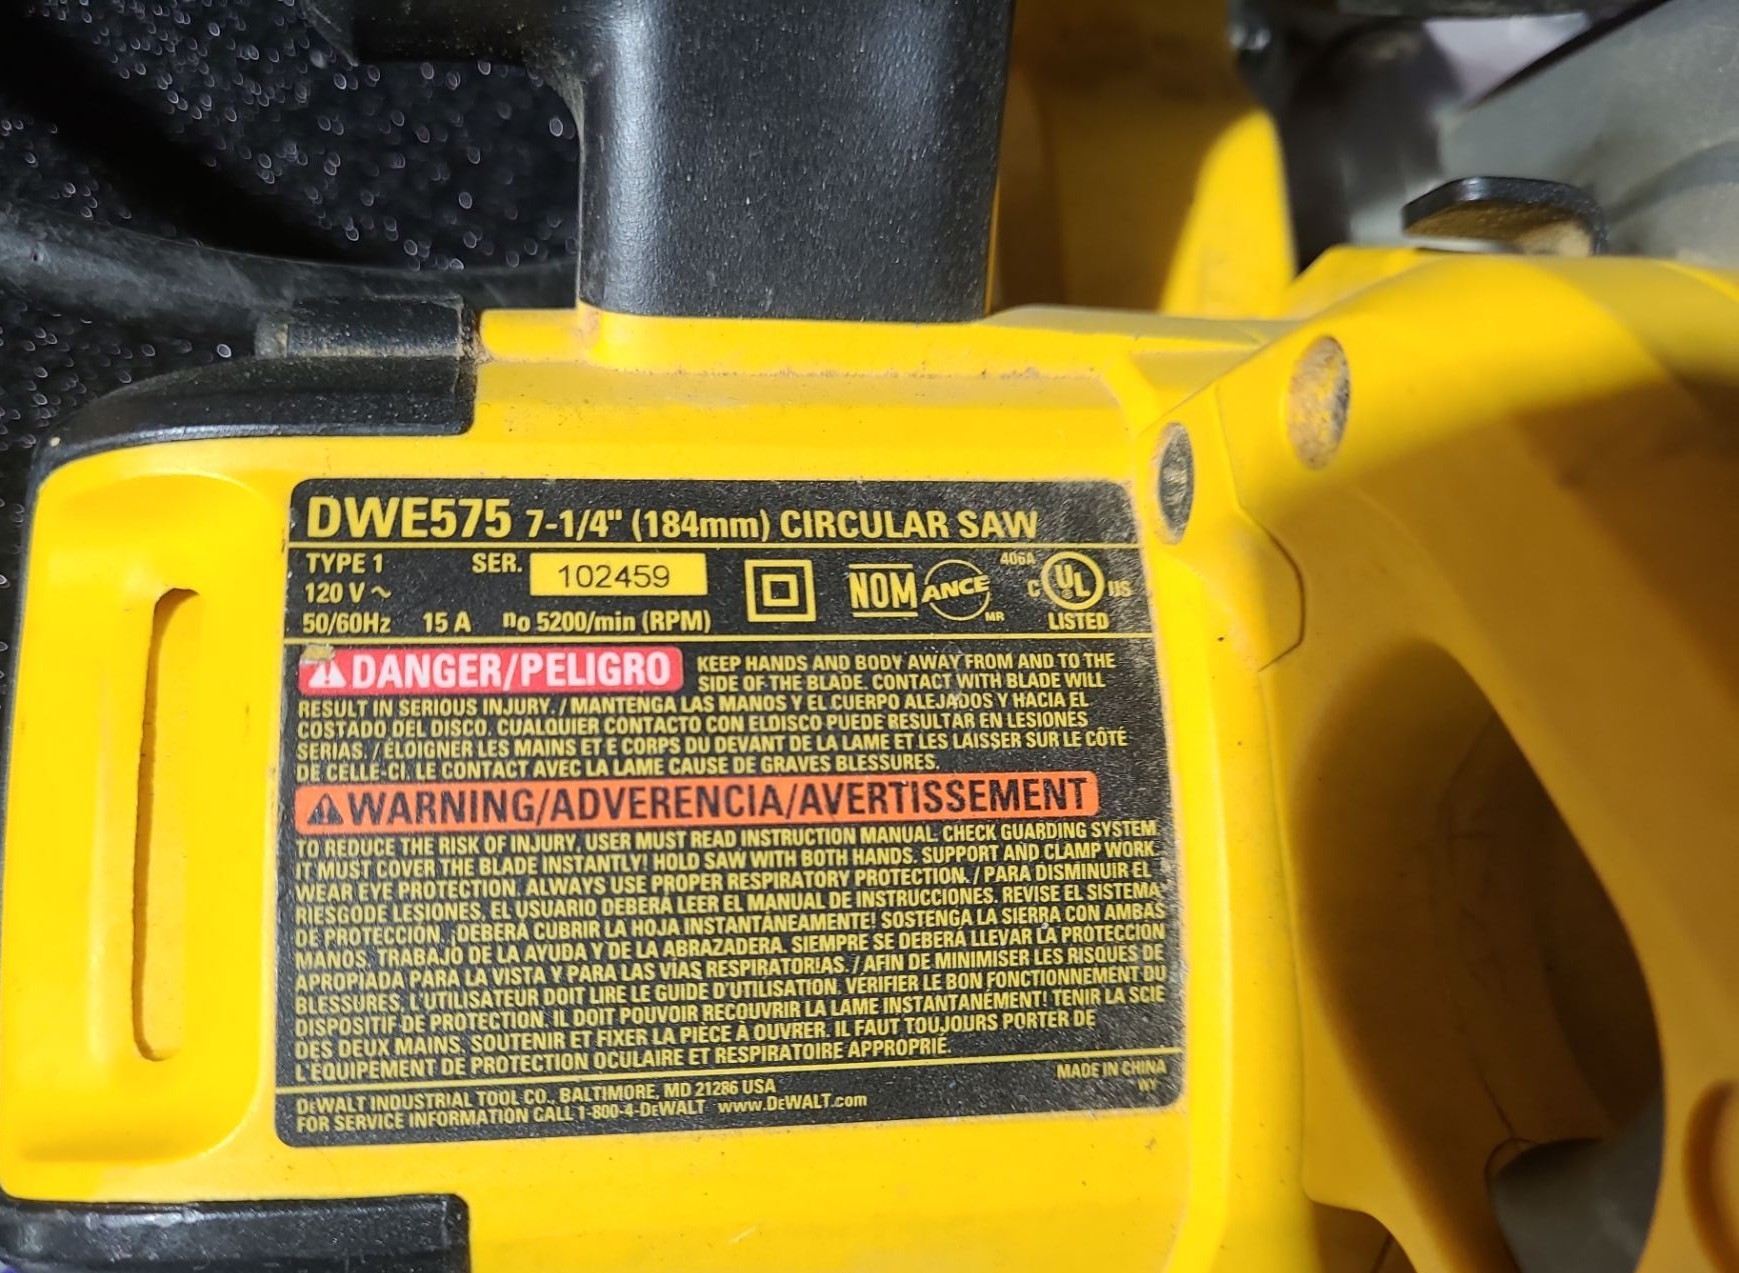 DWE575 7-1/4" (184mm) CIRCULAR SAW
TYPE 1 SER. 102459
120 V ~
50/60Hz 15 A no 5200/min (RPM)
NOM ANCE MR
406A
C UL US
LISTED
DANGER/PELIGRO
KEEP HANDS AND BODY AWAY FROM AND TO THE
SIDE OF THE BLADE. CONTACT WITH BLADE WILL
RESULT IN SERIOUS INJURY. / MANTENGA LAS MANOS Y EL CUERPO ALEJADOS Y HACIA EL
COSTADO DEL DISCO. CUALQUIER CONTACTO CON ELDISCO PUEDE RESULTAR EN LESIONES
SERIAS. / ÉLOIGNER LES MAINS ET E CORPS DU DEVANT DE LA LAME ET LES LAISSER SUR LE CÔTÉ
DE CELLE-CI. LE CONTACT AVEC LA LAME CAUSE DE GRAVES BLESSURES.
WARNING/ADVERENCIA/AVERTISSEMENT
TO REDUCE THE RISK OF INJURY, USER MUST READ INSTRUCTION MANUAL. CHECK GUARDING SYSTEM.
IT MUST COVER THE BLADE INSTANTLY! HOLD SAW WITH BOTH HANDS. SUPPORT AND CLAMP WORK.
WEAR EYE PROTECTION. ALWAYS USE PROPER RESPIRATORY PROTECTION. / PARA DISMINUIR EL
RIESGODE LESIONES, EL USUARIO DEBERÁ LEER EL MANUAL DE INSTRUCCIONES. REVISE EL SISTEMA
DE PROTECCIÓN. ¡DEBERÁ CUBRIR LA HOJA INSTANTÁNEAMENTE! SOSTENGA LA SIERRA CON AMBAS
MANOS, TRABAJO DE LA AYUDA Y DE LA ABRAZADERA. SIEMPRE SE DEBERÁ LLEVAR LA PROTECCIÓN
APROPIADA PARA LA VISTA Y PARA LAS VÍAS RESPIRATORIAS. / AFIN DE MINIMISER LES RISQUES DE
BLESSURES, L'UTILISATEUR DOIT LIRE LE GUIDE D'UTILISATION. VÉRIFIER LE BON FONCTIONNEMENT DU
DISPOSITIF DE PROTECTION. IL DOIT POUVOIR RECOUVRIR LA LAME INSTANTANÉMENT! TENIR LA SCIE
DES DEUX MAINS, SOUTENIR ET FIXER LA PIÈCE À OUVRER. IL FAUT TOUJOURS PORTER DE
L'ÉQUIPEMENT DE PROTECTION OCULAIRE ET RESPIRATOIRE APPROPRIÉ.
DEWALT INDUSTRIAL TOOL CO., BALTIMORE, MD 21286 USA
FOR SERVICE INFORMATION CALL 1-800-4-DEWALT www.DEWALT.com
MADE IN CHINA
WY